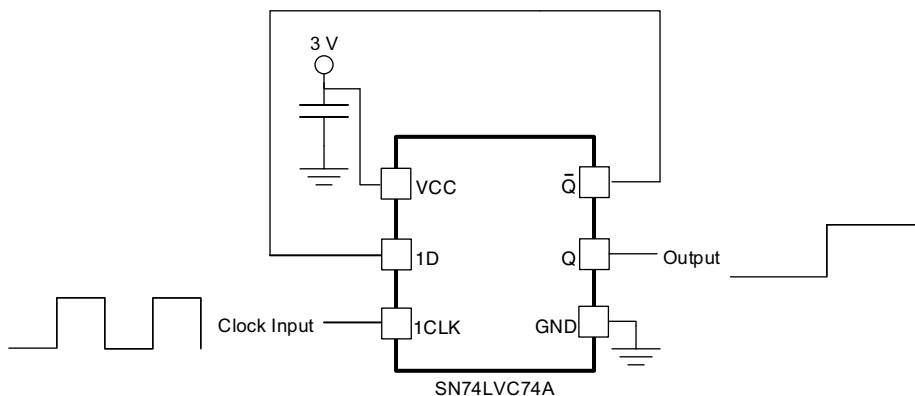 3 V
VCC
Q̅
1D
Q
Output
Clock Input
1CLK
GND
SN74LVC74A